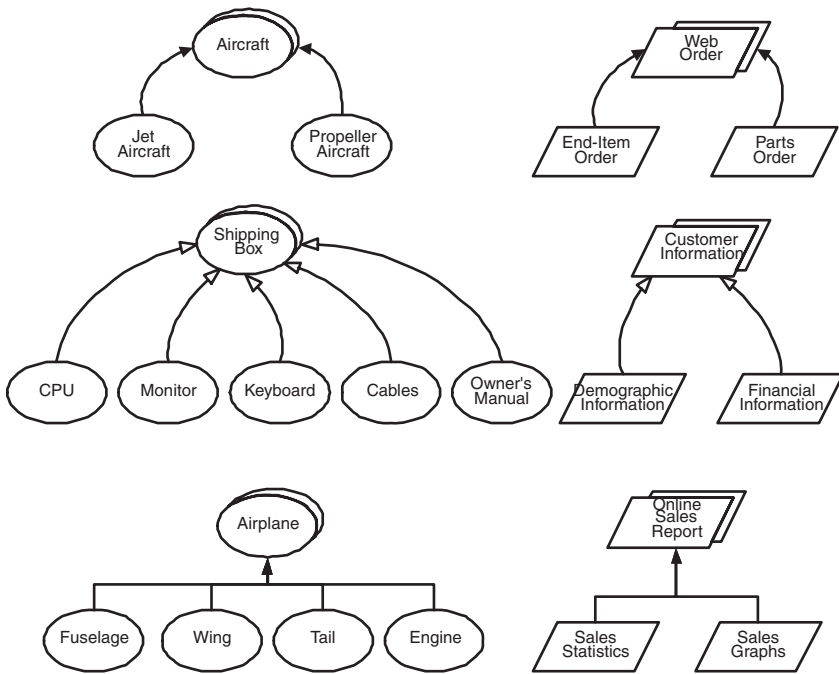 Aircraft
Jet
Aircraft
Propeller
Aircraft
Web
Order
End-Item
Order
Parts
Order
Shipping
Box
CPU
Monitor
Keyboard
Cables
Owner's
Manual
Customer
Information
Demographic
Information
Financial
Information
Airplane
Fuselage
Wing
Tail
Engine
Online
Sales
Report
Sales
Statistics
Sales
Graphs